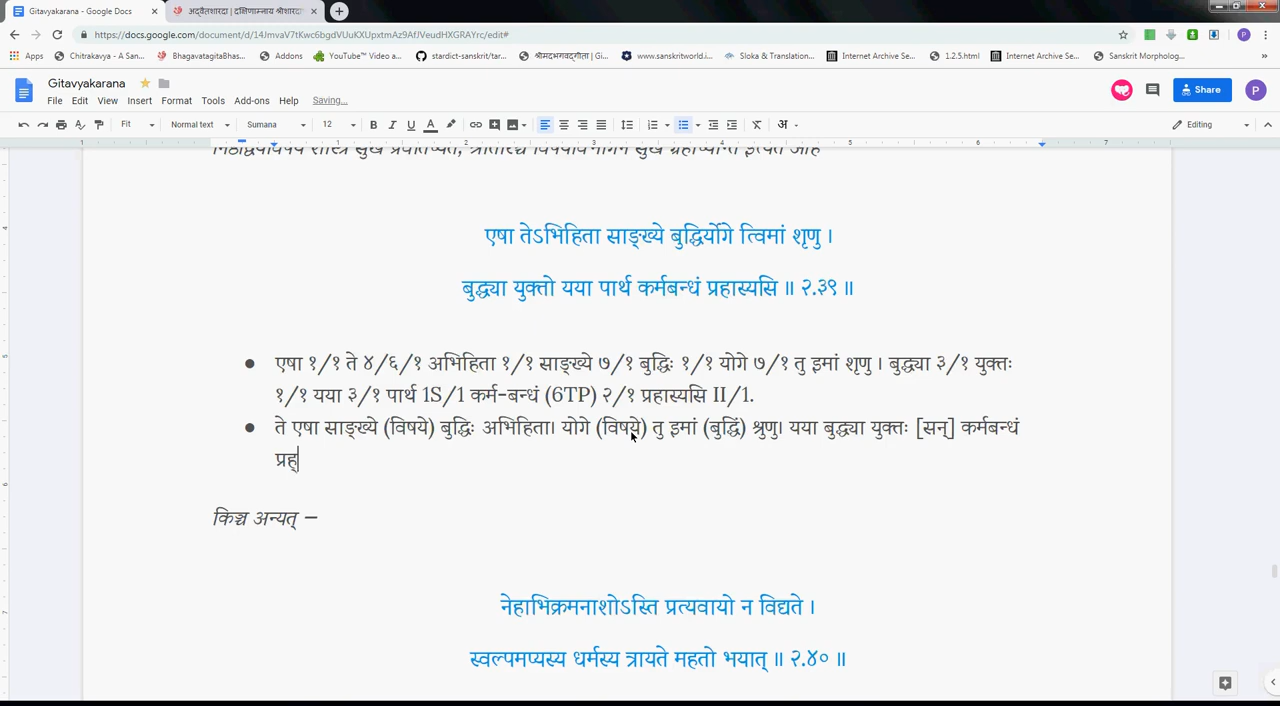 Gitavyakarana - Google Docs
अद्वैतशारदा | दक्षिणाम्नाय श्रीशारदा
https://docs.google.com/document/d/14JmvaV7tKwc6bgdVUuKXUpxtmAz9AfJVeudHXGRAYrc/edit#
Apps Chitrakavya - A San... BhagavatagitaBhas... Addons YouTube™ Video a... stardict-sanskrit/tar... श्रीमद्भगवद्गीता | Gi... www.sanskritworld.i... Sloka & Translation... Internet Archive Se... 1.2.5.html Internet Archive Se... Sanskrit Morpholog...
Gitavyakarana
Share
P
File Edit View Insert Format Tools Add-ons Help Saving...
Fit Normal text Sumana 12 Editing
एषा तेऽभिहिता साङ्ख्ये बुद्धिर्योगे त्विमां शृणु ।
बुद्ध्या युक्तो यया पार्थ कर्मबन्धं प्रहास्यसि ॥ २.३९ ॥
● एषा १/१ ते ४/६/१ अभिहिता १/१ साङ्ख्ये ७/१ बुद्धिः १/१ योगे ७/१ तु इमां शृणु । बुद्ध्या ३/१ युक्तः
१/१ यया ३/१ पार्थ 1S/1 कर्म-बन्धं (6TP) २/१ प्रहास्यसि II/1.
● ते एषा साङ्ख्ये (विषये) बुद्धिः अभिहिता। योगे (विषये) तु इमां (बुद्धिं) श्रुणु। यया बुद्ध्या युक्तः [सन्] कर्मबन्धं
प्रह्
किञ्च अन्यत् –
नेहाभिक्रमनाशोऽस्ति प्रत्यवायो न विद्यते ।
स्वल्पमप्यस्य धर्मस्य त्रायते महतो भयात् ॥ २.४० ॥